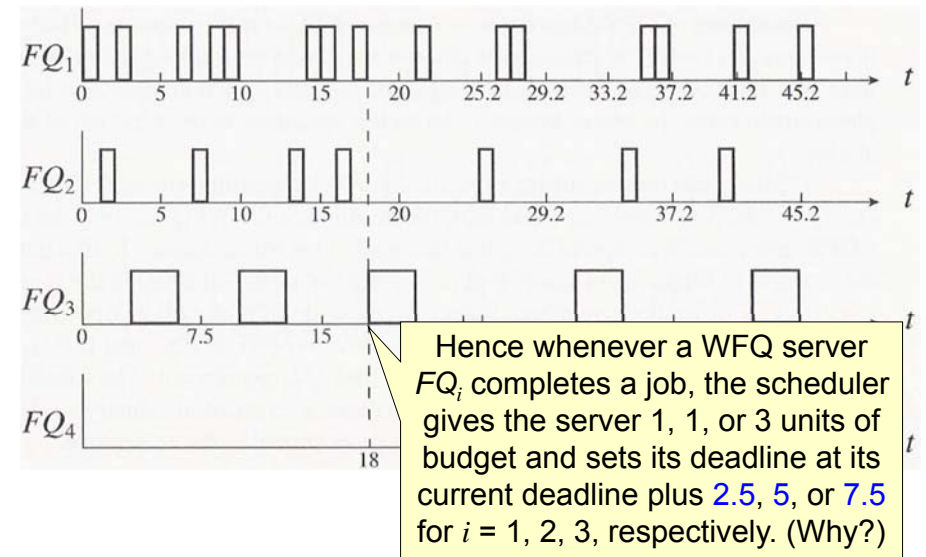 FQ1
t
0 5 10 15 20 25.2 29.2 33.2 37.2 41.2 45.2
FQ2
t
0 5 10 15 20 29.2 37.2 45.2
FQ3
t
0 7.5 15
Hence whenever a WFQ server
FQi completes a job, the scheduler
gives the server 1, 1, or 3 units of
budget and sets its deadline at its
current deadline plus 2.5, 5, or 7.5
for i = 1, 2, 3, respectively. (Why?)
FQ4
t
18